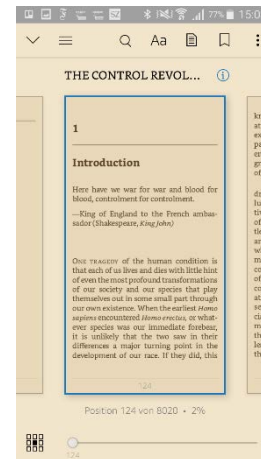 77% 15:0
Aa
THE CONTROL REVOL...
1
Introduction
Here have we war for war and blood for
blood, controlment for controlment.
—King of England to the French ambas-
sador (Shakespeare, King John)
ONE TRAGEDY of the human condition is
that each of us lives and dies with little hint
of even the most profound transformations
of our society and our species that play
themselves out in some small part through
our own existence. When the earliest Homo
sapiens encountered Homo erectus, or what-
ever species was our immediate forebear,
it is unlikely that the two saw in their
differences a major turning point in the
development of our race. If they did, this
124
Position 124 von 8020 • 2%
124